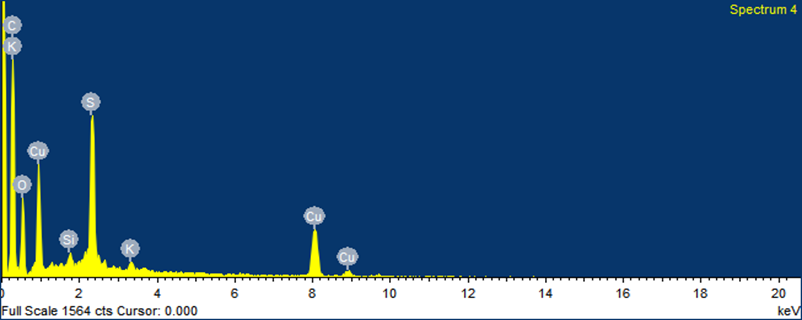 Spectrum 4
C
K
S
Cu
O
Cu
Si
K
Cu
0 2 4 6 8 10 12 14 16 18 20
Full Scale 1564 cts Cursor: 0.000 keV